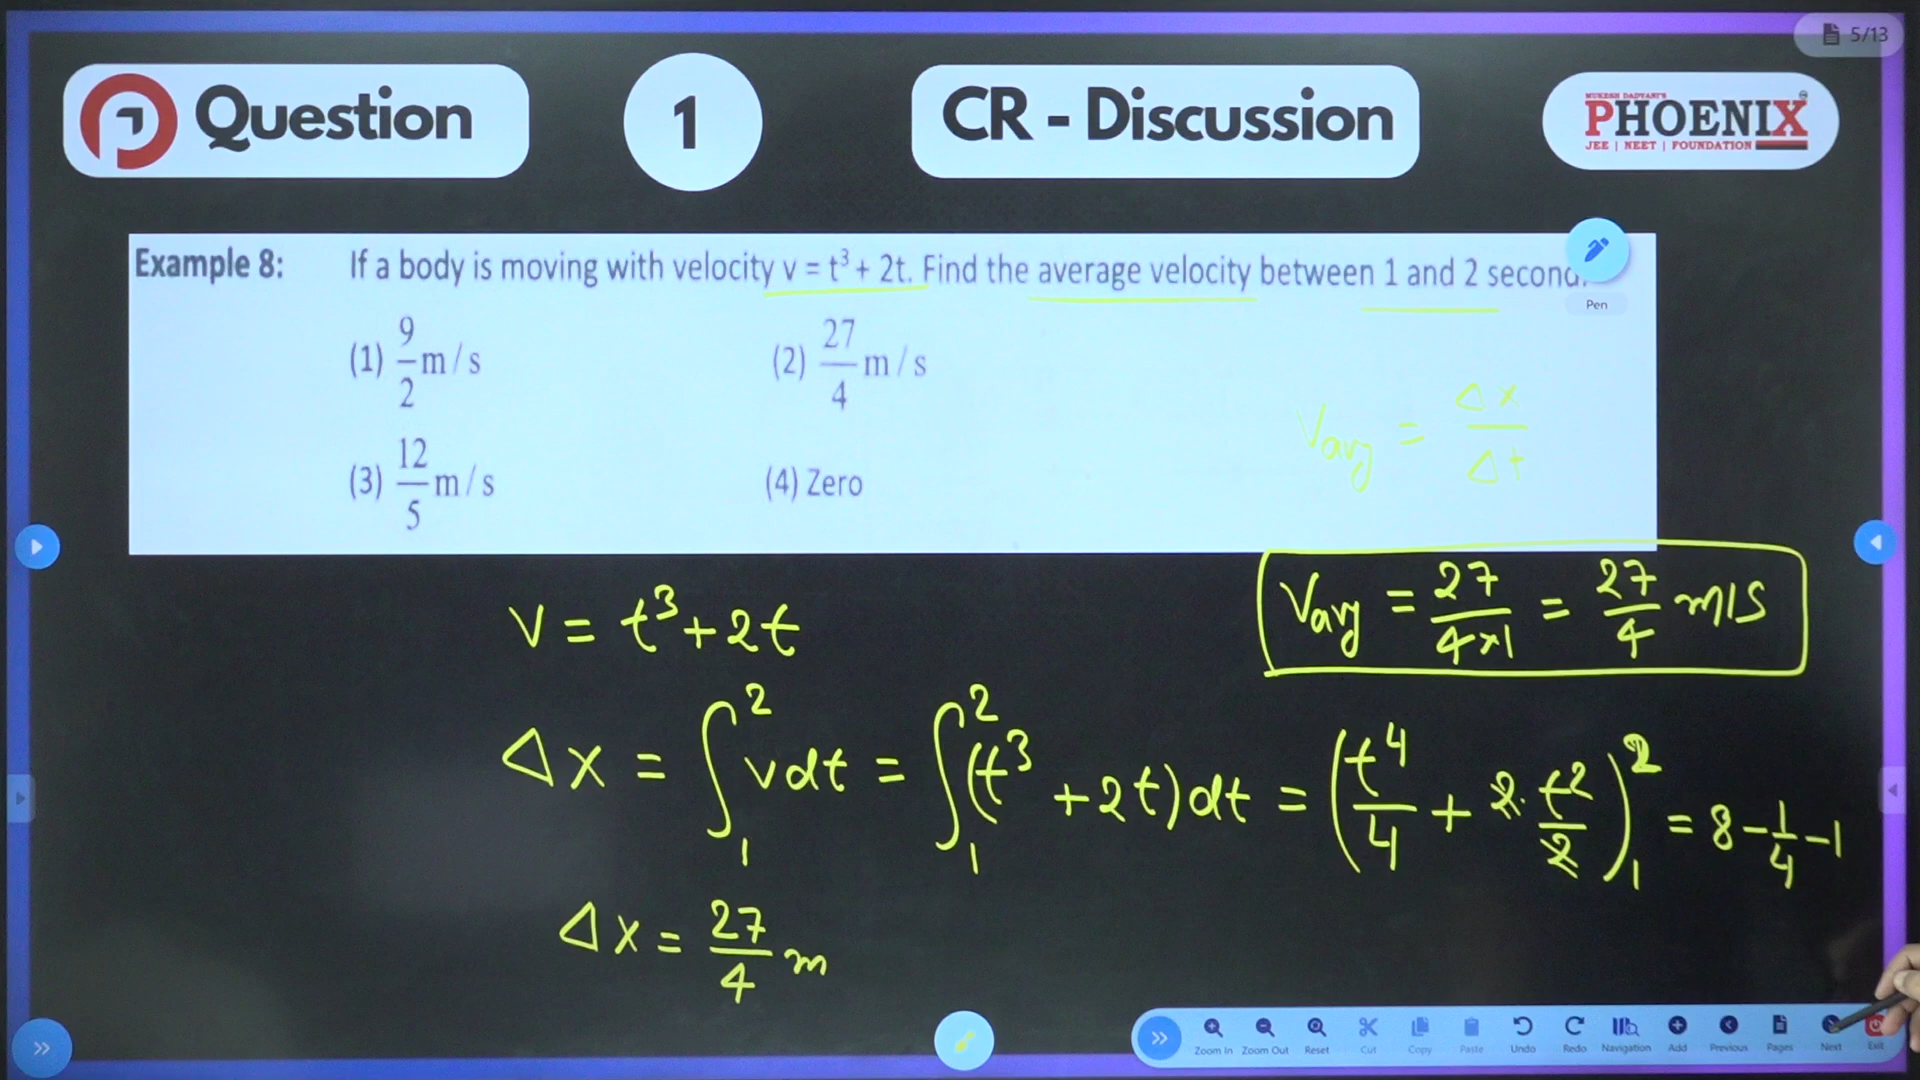 5/13
Question
1
CR - Discussion
MUKESH DADVANI'S
PHOENIX
JEE | NEET | FOUNDATION
Example 8: If a body is moving with velocity v = t³ + 2t. Find the average velocity between 1 and 2 second.
Pen
(1) 9/2 m / s (2) 27/4 m / s
(3) 12/5 m / s (4) Zero
Vavg = Δx/Δt
Vavg = 27/4×1 = 27/4 m/s
v = t³ + 2t
Δx = ∫₁² vdt = ∫₁² (t³ + 2t)dt = (t⁴/4 + 2·t²/2)₁² = 8 - 1/4 - 1
Δx = 27/4 m
Zoom In Zoom Out Reset Cut Copy Paste Undo Redo Navigation Add Previous Pages Next Exit